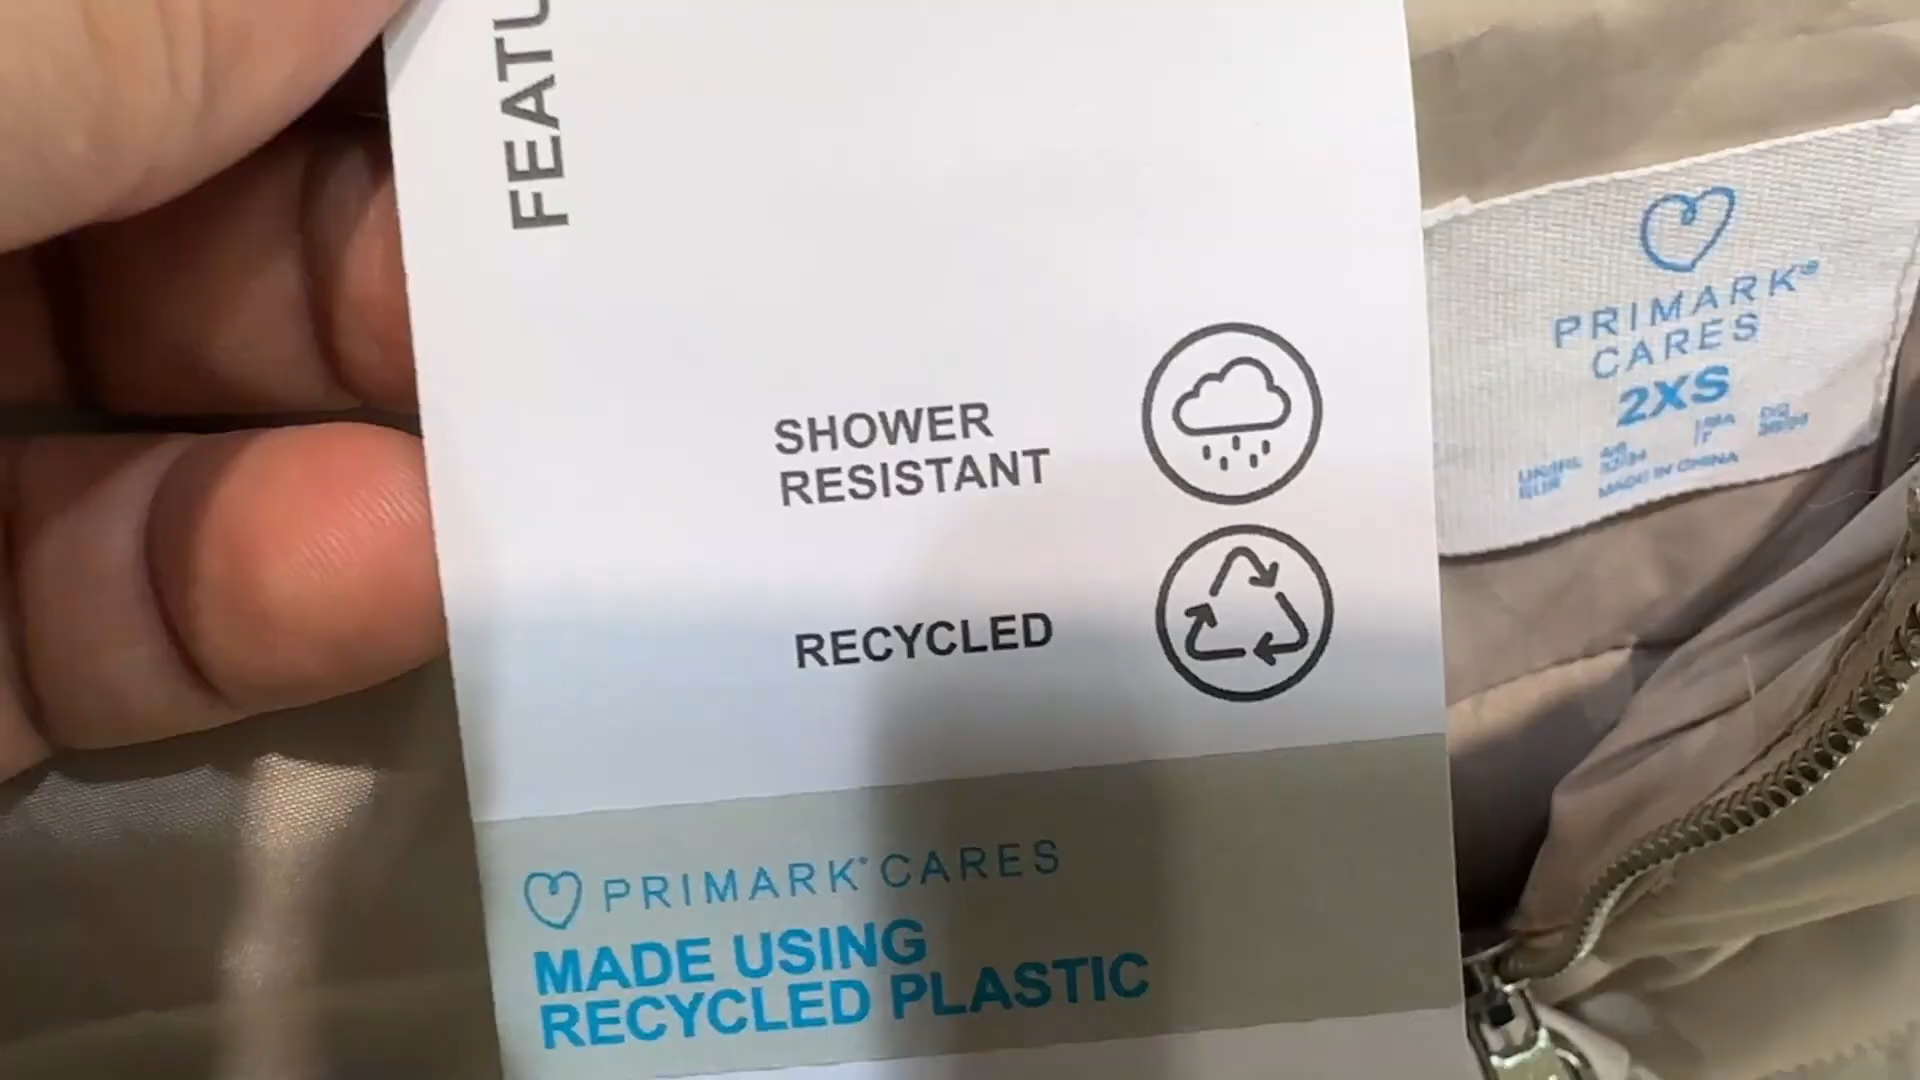 FEATU
SHOWER
RESISTANT
RECYCLED
PRIMARK® CARES
MADE USING
RECYCLED PLASTIC
PRIMARK®
CARES
2XS
MADE IN CHINA